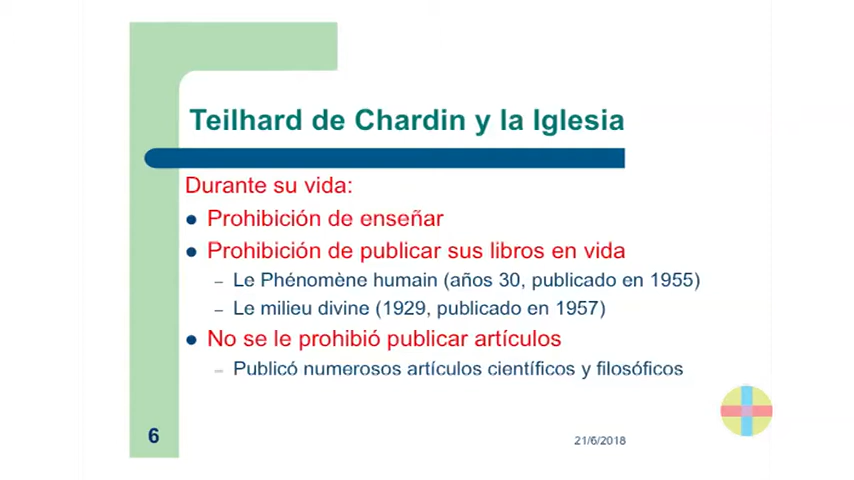 Teilhard de Chardin y la Iglesia
Durante su vida:
● Prohibición de enseñar
● Prohibición de publicar sus libros en vida
– Le Phénomène humain (años 30, publicado en 1955)
– Le milieu divine (1929, publicado en 1957)
● No se le prohibió publicar artículos
– Publicó numerosos artículos científicos y filosóficos
6
21/6/2018